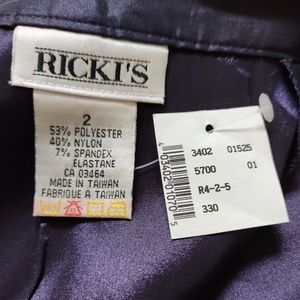 RICKI'S
2
53% POLYESTER
40% NYLON
7% SPANDEX
ELASTANE
CA 03464
MADE IN TAIWAN
FABRIQUE A TAIWAN
3402 01525
5700 01
R4-2-5
330